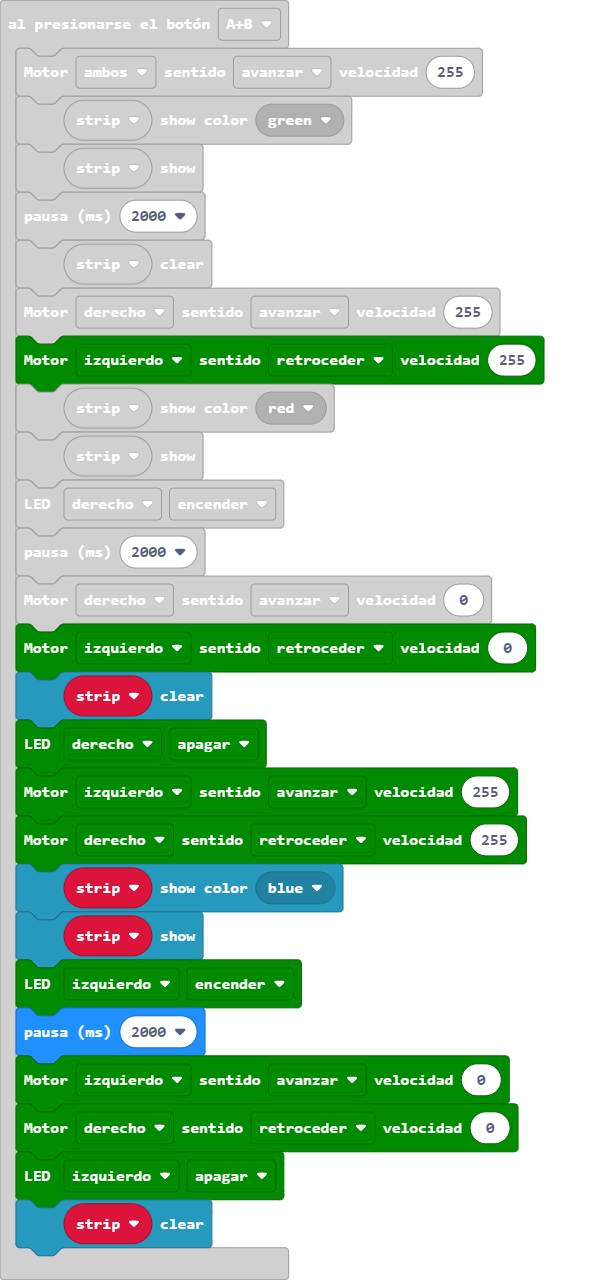 al presionarse el botón A+B
Motor ambos sentido avanzar velocidad 255
strip show color green
strip show
pausa (ms) 2000
strip clear
Motor derecho sentido avanzar velocidad 255
Motor izquierdo sentido retroceder velocidad 255
strip show color red
strip show
LED derecho encender
pausa (ms) 2000
Motor derecho sentido avanzar velocidad 0
Motor izquierdo sentido retroceder velocidad 0
strip clear
LED derecho apagar
Motor izquierdo sentido avanzar velocidad 255
Motor derecho sentido retroceder velocidad 255
strip show color blue
strip show
LED izquierdo encender
pausa (ms) 2000
Motor izquierdo sentido avanzar velocidad 0
Motor derecho sentido retroceder velocidad 0
LED izquierdo apagar
strip clear